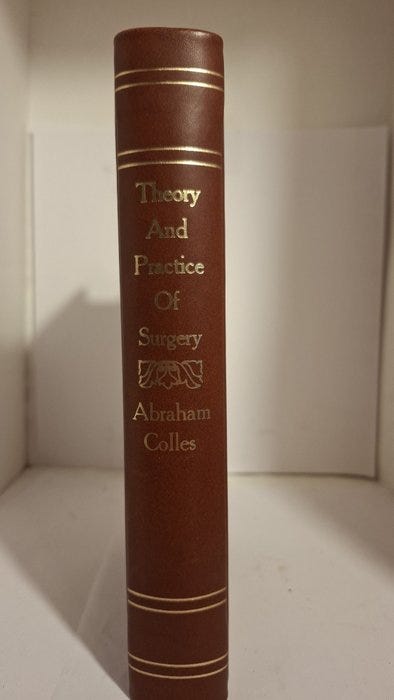 Theory
And
Practice
Of
Surgery
Abraham
Colles